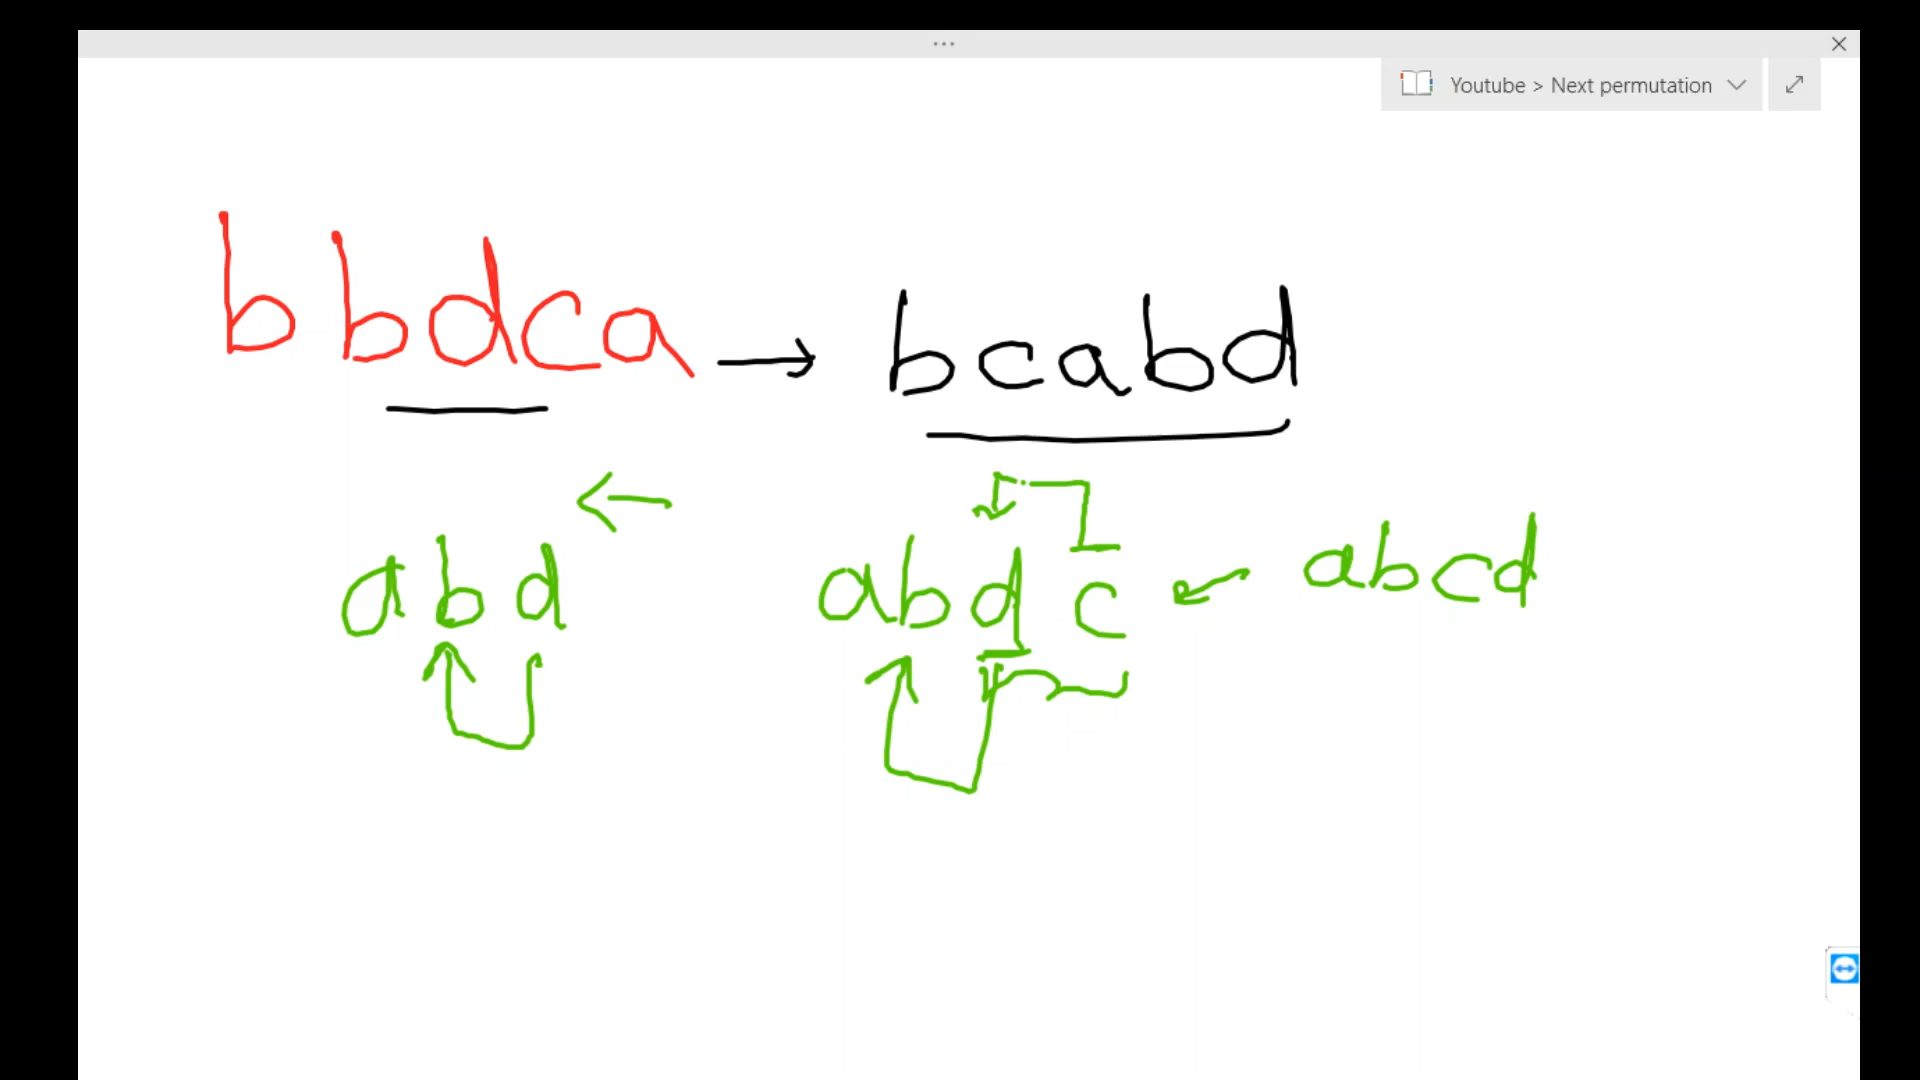 Youtube > Next permutation
bbdca → bcabd
abd abdc ← abcd